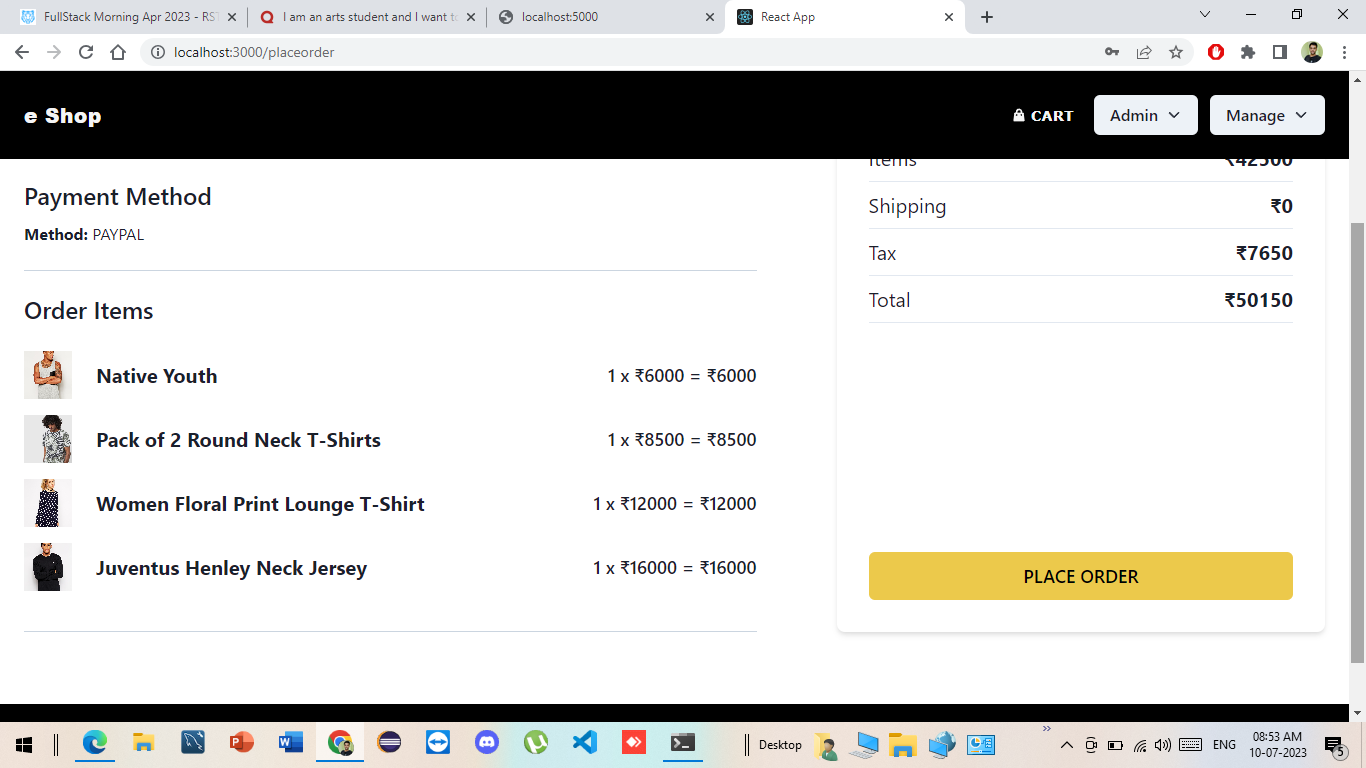 FullStack Morning Apr 2023 - RST
I am an arts student and I want to
localhost:5000
React App
localhost:3000/placeorder
e Shop
CART
Admin
Manage
Payment Method
Method: PAYPAL
Order Items
Native Youth
1 x ₹6000 = ₹6000
Pack of 2 Round Neck T-Shirts
1 x ₹8500 = ₹8500
Women Floral Print Lounge T-Shirt
1 x ₹12000 = ₹12000
Juventus Henley Neck Jersey
1 x ₹16000 = ₹16000
Items ₹42500
Shipping ₹0
Tax ₹7650
Total ₹50150
PLACE ORDER
Desktop
ENG
08:53 AM
10-07-2023
5